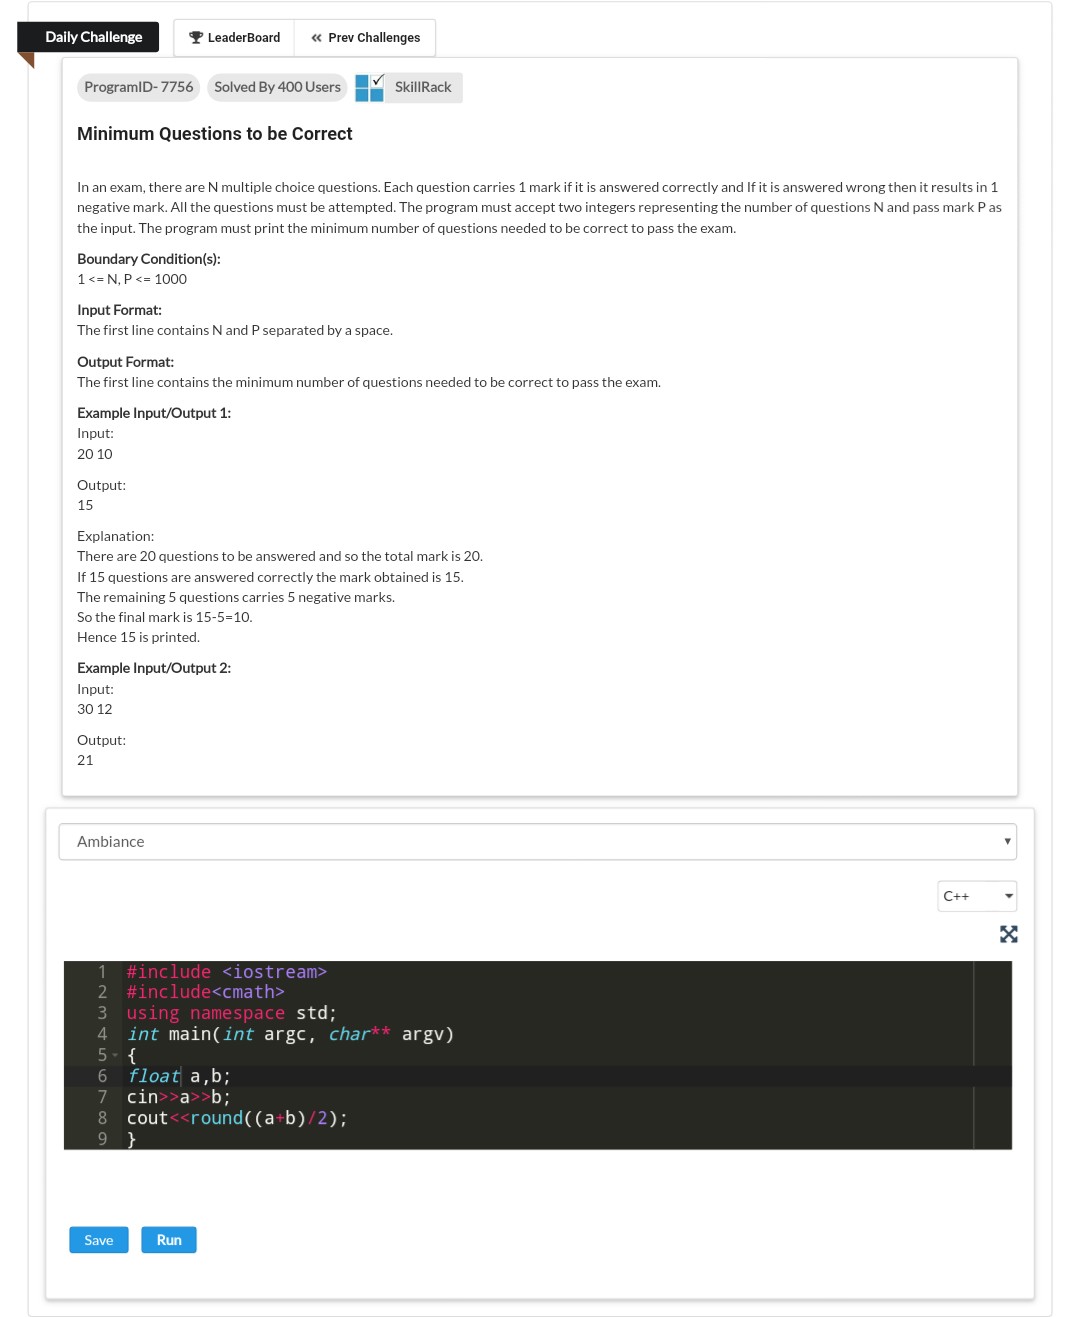 Daily Challenge
LeaderBoard
Prev Challenges
ProgramID- 7756
Solved By 400 Users
SkillRack
Minimum Questions to be Correct
In an exam, there are N multiple choice questions. Each question carries 1 mark if it is answered correctly and If it is answered wrong then it results in 1
negative mark. All the questions must be attempted. The program must accept two integers representing the number of questions N and pass mark P as
the input. The program must print the minimum number of questions needed to be correct to pass the exam.
Boundary Condition(s):
1 <= N, P <= 1000
Input Format:
The first line contains N and P separated by a space.
Output Format:
The first line contains the minimum number of questions needed to be correct to pass the exam.
Example Input/Output 1:
Input:
20 10
Output:
15
Explanation:
There are 20 questions to be answered and so the total mark is 20.
If 15 questions are answered correctly the mark obtained is 15.
The remaining 5 questions carries 5 negative marks.
So the final mark is 15-5=10.
Hence 15 is printed.
Example Input/Output 2:
Input:
30 12
Output:
21
Ambiance
C++
1 #include <iostream>
2 #include<cmath>
3 using namespace std;
4 int main(int argc, char** argv)
5 {
6 float a,b;
7 cin>>a>>b;
8 cout<<round((a+b)/2);
9 }
Save
Run